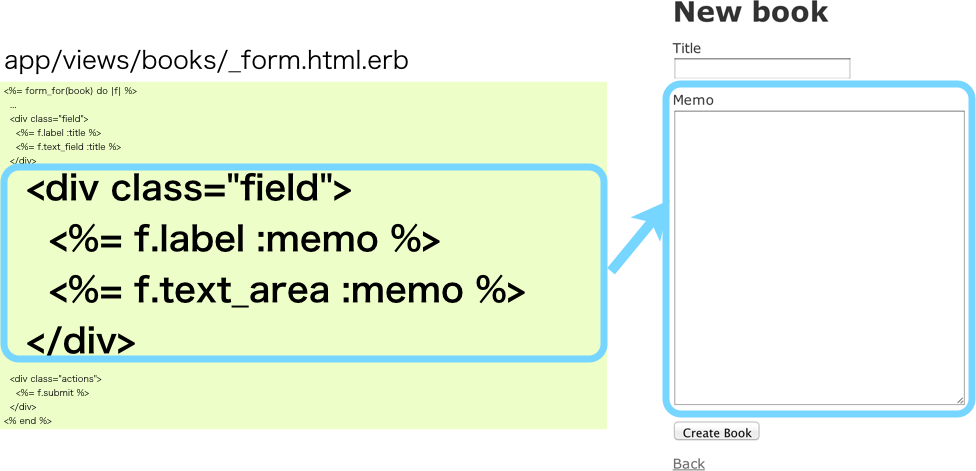 app/views/books/_form.html.erb
<%= form_for(book) do |f| %>
...
<div class="field">
<%= f.label :title %>
<%= f.text_field :title %>
</div>
<div class="field">
<%= f.label :memo %>
<%= f.text_area :memo %>
</div>
<div class="actions">
<%= f.submit %>
</div>
<% end %>
New book
Title
Memo
Create Book
Back